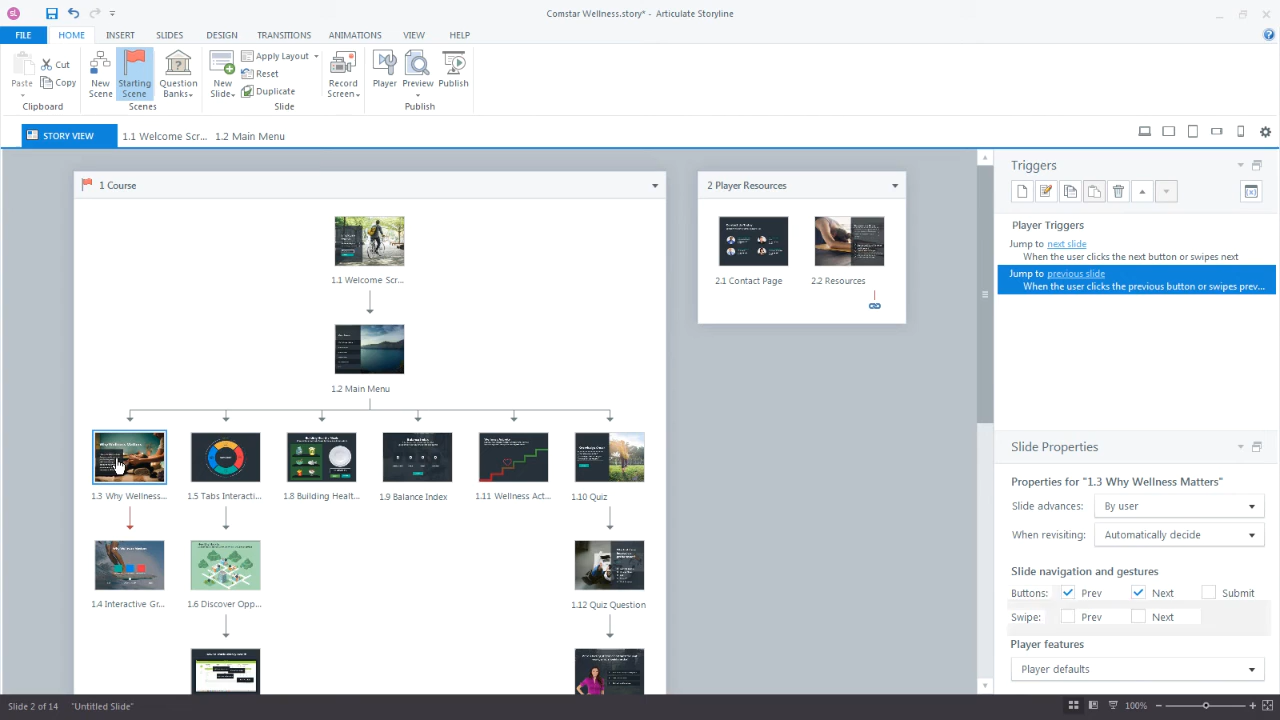 sL
Comstar Wellness.story* - Articulate Storyline
FILE HOME INSERT SLIDES DESIGN TRANSITIONS ANIMATIONS VIEW HELP
Paste Cut Copy
Clipboard
New Scene
Starting Scene
Question Banks
Scenes
New Slide
Apply Layout
Reset
Duplicate
Slide
Record Screen
Player
Preview
Publish
Publish
STORY VIEW 1.1 Welcome Scr... 1.2 Main Menu
1 Course
1.1 Welcome Scr...
1.2 Main Menu
Why Wellness Matters
1.3 Why Wellness...
1.5 Tabs Interacti...
1.8 Building Healt...
Balance Index
1.9 Balance Index
1.11 Wellness Act...
1.10 Quiz
1.4 Interactive Gr...
1.6 Discover Opp...
1.12 Quiz Question
2 Player Resources
2.1 Contact Page
2.2 Resources
Triggers
Player Triggers
Jump to next slide
When the user clicks the next button or swipes next
Jump to previous slide
When the user clicks the previous button or swipes prev...
Slide Properties
Properties for "1.3 Why Wellness Matters"
Slide advances: By user
When revisiting: Automatically decide
Slide navigation and gestures
Buttons: Prev Next Submit
Swipe: Prev Next
Player features
Player defaults
Slide 2 of 14 "Untitled Slide" 100%